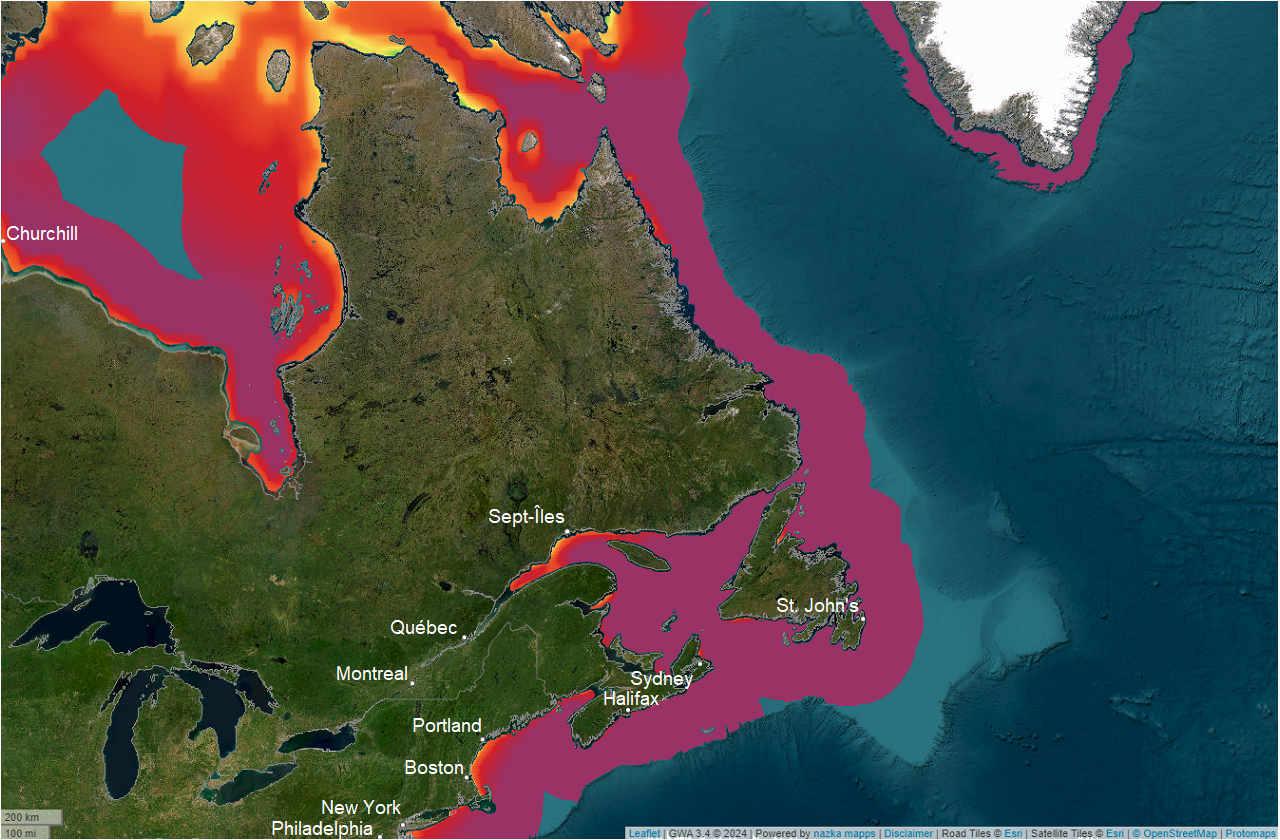 Churchill
Sept-Îles
St. John's
Québec
Montreal
Sydney
Halifax
Portland
Boston
New York
Philadelphia
200 km
100 mi
Leaflet | GWA 3.4 © 2024 | Powered by nazka mapps | Disclaimer | Road Tiles © Esri | Satellite Tiles © Esri | © OpenStreetMap | Protomaps